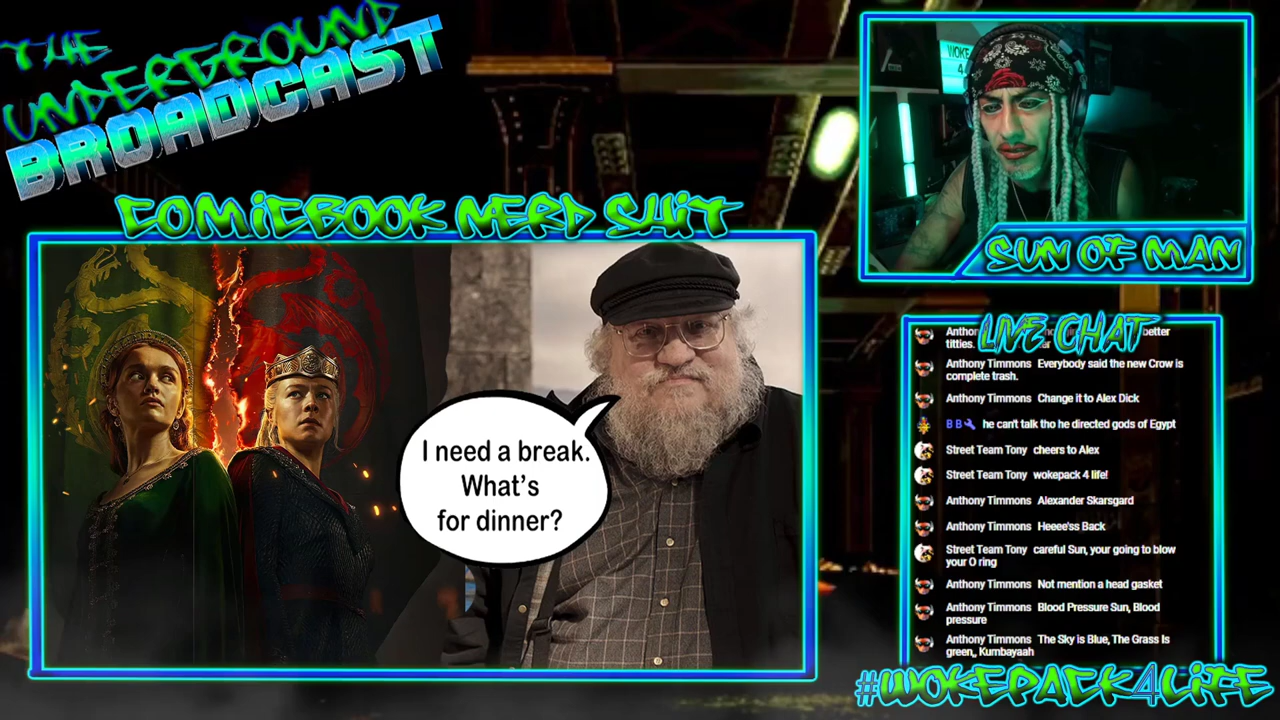 THE
UNDERGROUND
BROADCAST
COMICBOOK NERD SHIT
I need a break.
What's
for dinner?
WOKE
4
SUN OF MAN
LIVE CHAT
etter
titties.
Anthony Timmons Everybody said the new Crow is
complete trash.
Anthony Timmons Change it to Alex Dick
B B he can't talk tho he directed gods of Egypt
Street Team Tony cheers to Alex
Street Team Tony wokepack 4 life!
Anthony Timmons Alexander Skarsgard
Anthony Timmons Heeee'ss Back
Street Team Tony careful Sun, your going to blow
your O ring
Anthony Timmons Not mention a head gasket
Anthony Timmons Blood Pressure Sun, Blood
pressure
Anthony Timmons The Sky is Blue, The Grass Is
green,, Kumbayaah
#WOKEPACK4LIFE